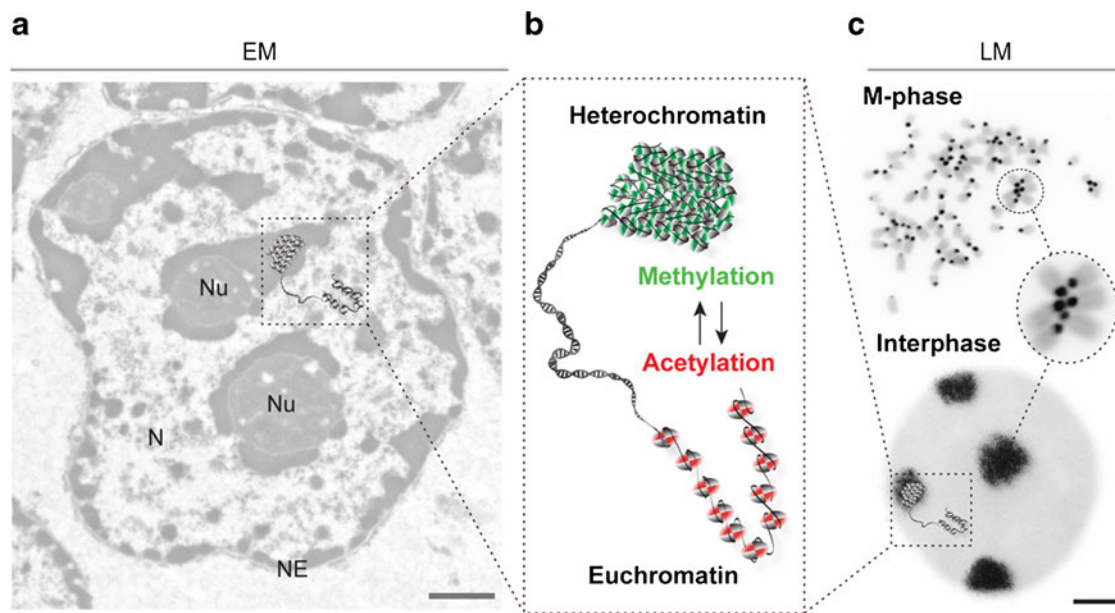 a
EM
Nu
Nu
N
NE
b
Heterochromatin
Methylation
Acetylation
Euchromatin
c
LM
M-phase
Interphase